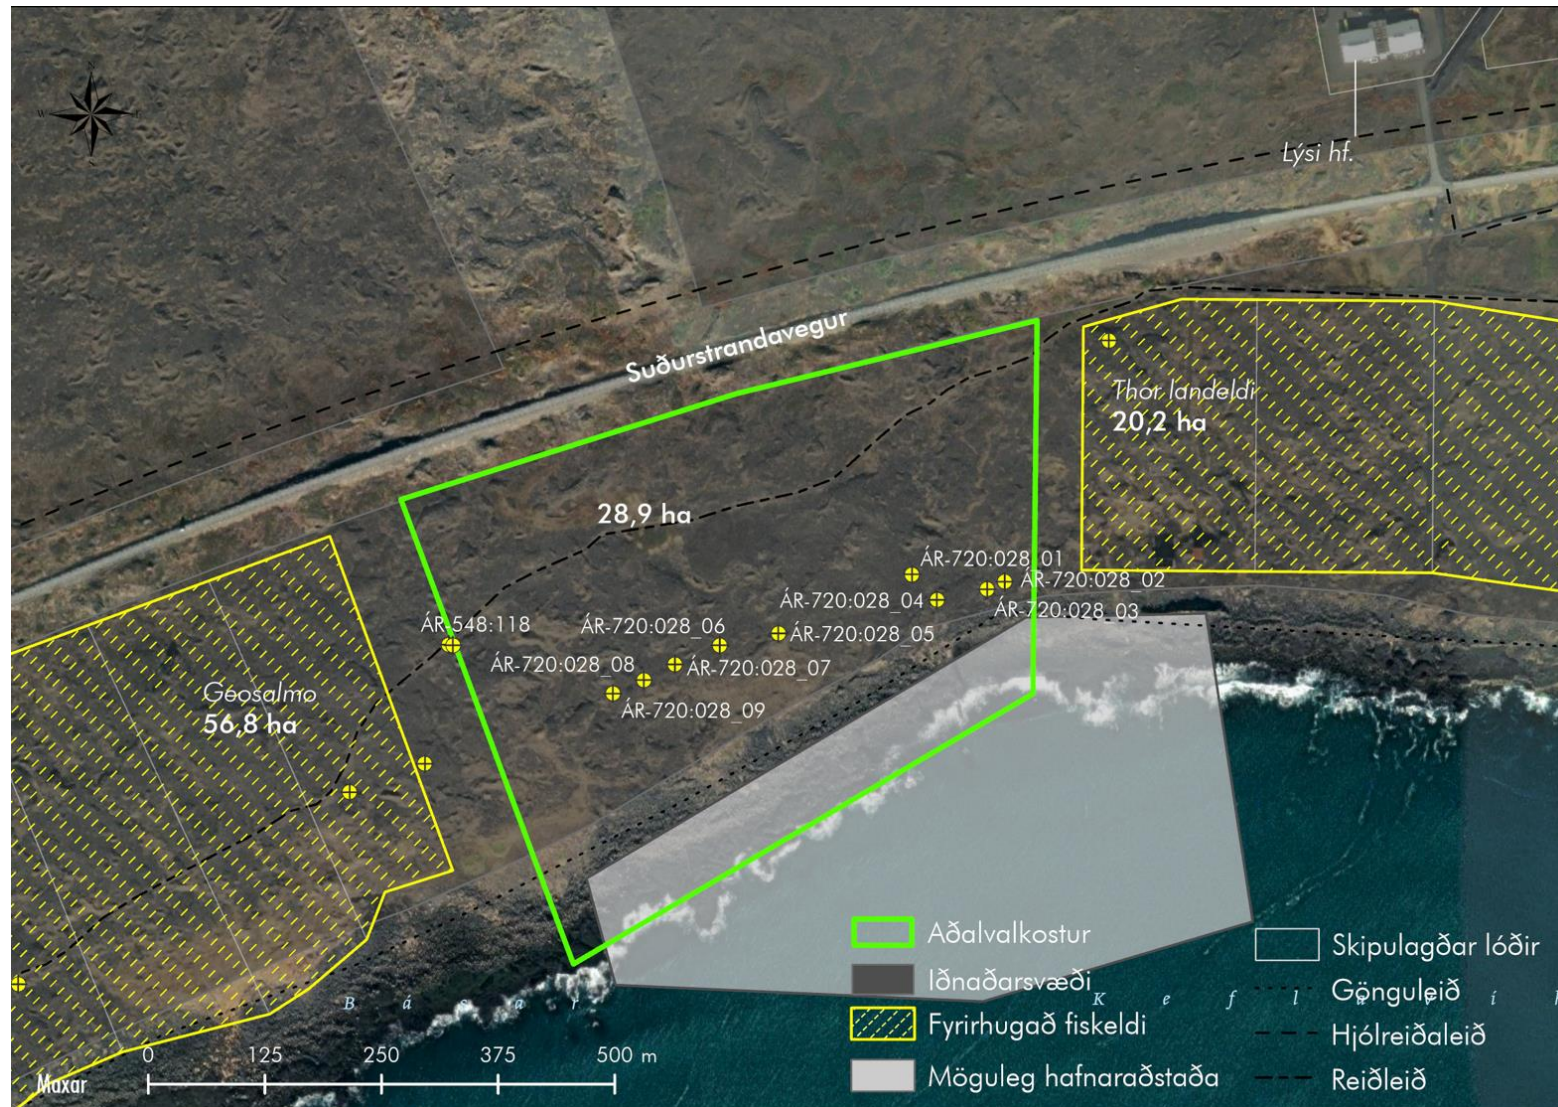 Lýsi hf.
Suðurstrandavegur
Thor landeldi
20,2 ha
28,9 ha
ÁR-720:028_01
ÁR-720:028_02
ÁR-720:028_04
ÁR-720:028_03
ÁR-548:118
ÁR-720:028_06
ÁR-720:028_05
ÁR-720:028_08
ÁR-720:028_07
ÁR-720:028_09
Geosalmo
56,8 ha
Básar
Keflavík
Aðalvalkostur
Iðnaðarsvæði
Fyrirhugað fiskeldi
Möguleg hafnaraðstaða
Skipulagðar lóðir
Gönguleið
Hjólreiðaleið
Reiðleið
0 125 250 375 500 m
Maxar